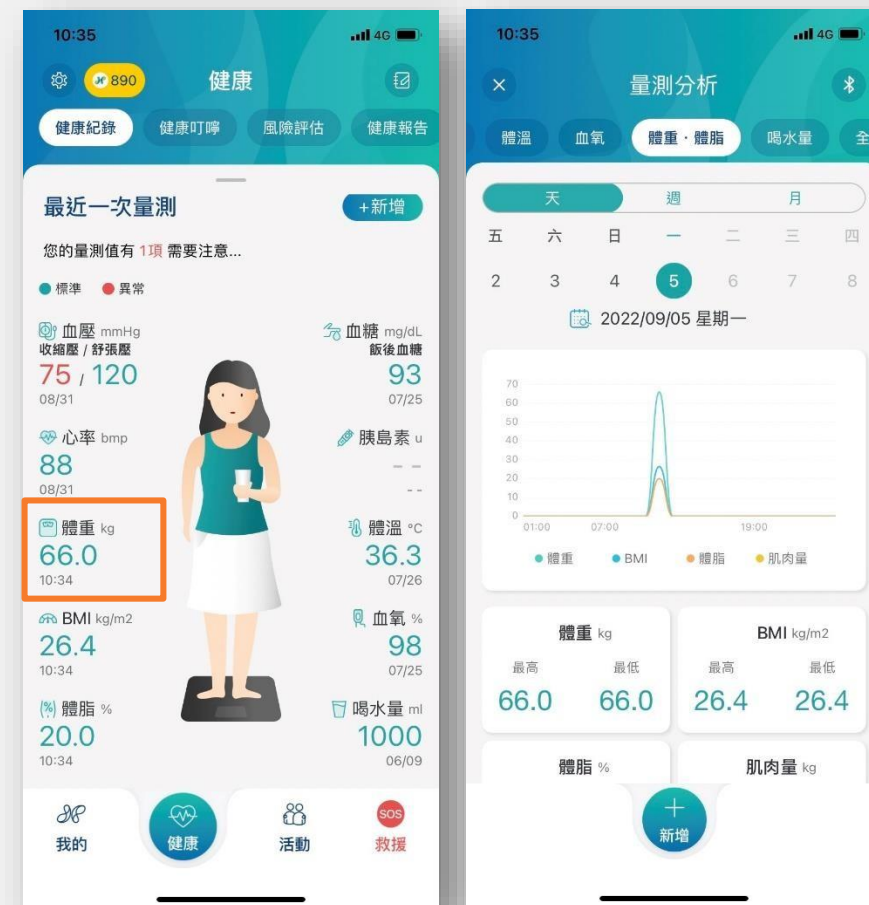 10:35
4G
890
健康
健康紀錄
健康叮嚀
風險評估
健康報告
最近一次量測
+新增
您的量測值有 1項 需要注意...
標準
異常
血壓 mmHg
收縮壓 / 舒張壓
75 / 120
08/31
血糖 mg/dL
飯後血糖
93
07/25
心率 bmp
88
08/31
胰島素 u
- -
- -
體重 kg
66.0
10:34
體溫 °C
36.3
07/26
BMI kg/m2
26.4
10:34
血氧 %
98
07/25
體脂 %
20.0
10:34
喝水量 ml
1000
06/09
我的
健康
活動
SOS
救援
10:35
4G
量測分析
體溫
血氧
體重・體脂
喝水量
全
天
週
月
五 六 日 一 二 三 四
2 3 4 5 6 7 8
2022/09/05 星期一
70
60
50
40
30
20
10
0
01:00 07:00 19:00
體重 BMI 體脂 肌肉量
體重 kg
最高 最低
66.0 66.0
BMI kg/m2
最高 最低
26.4 26.4
體脂 %
肌肉量 kg
新增